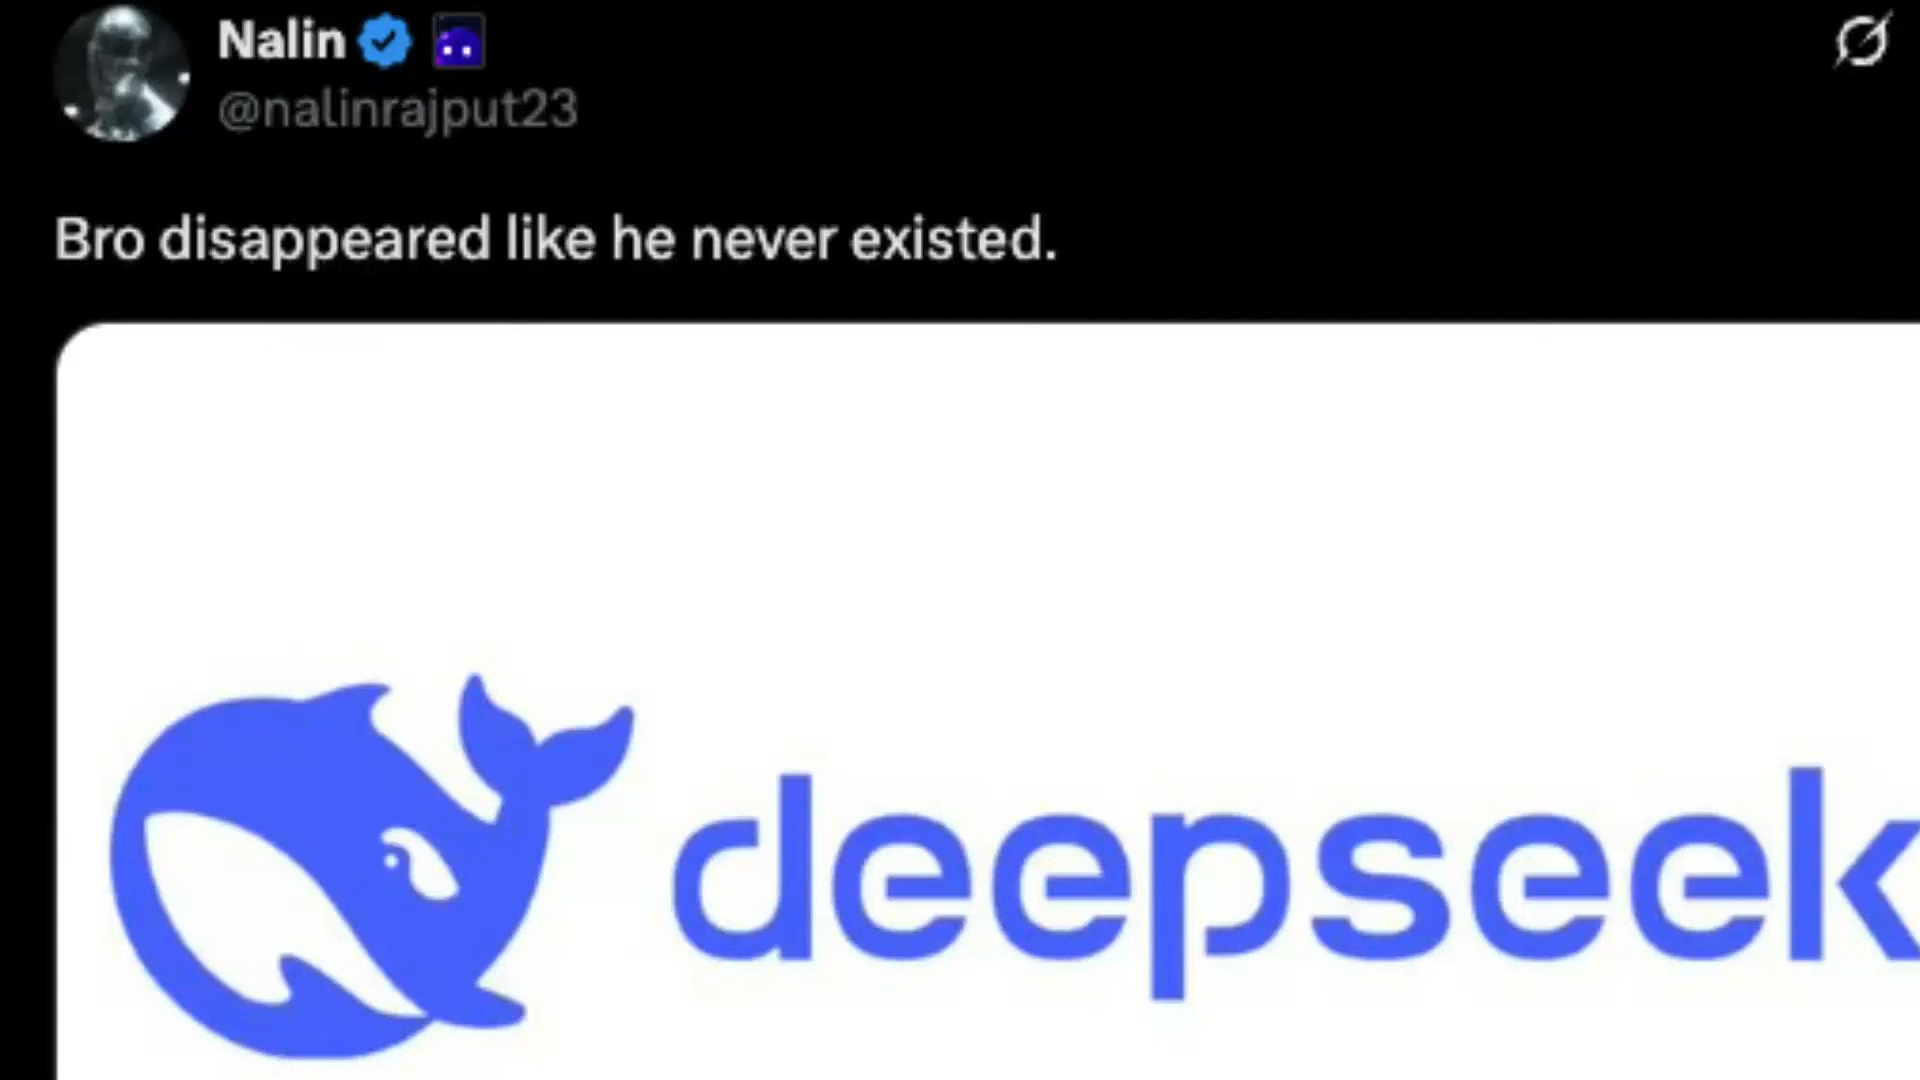 Nalin
@nalinrajput23
Bro disappeared like he never existed.
deepseek